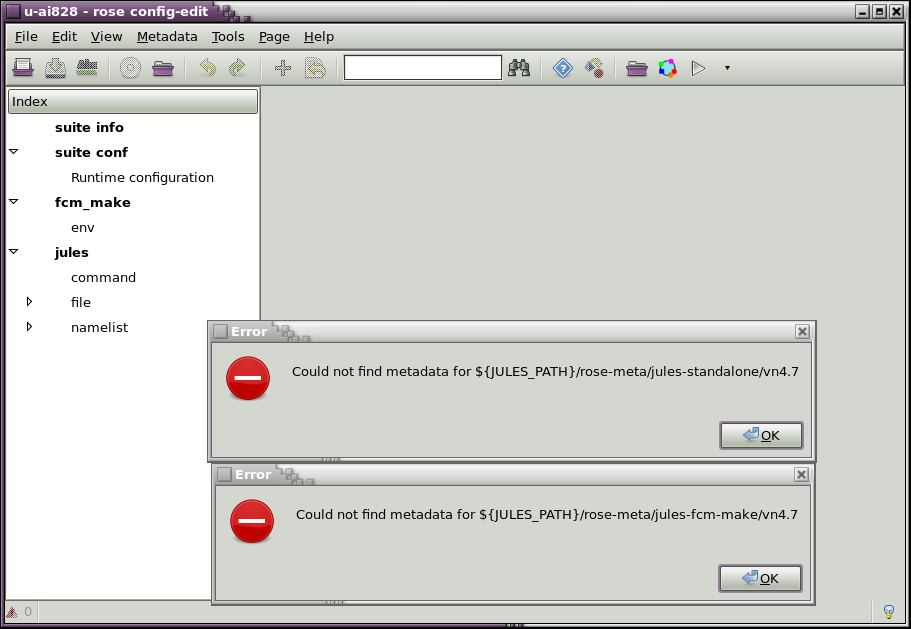 u-ai828 - rose config-edit
File Edit View Metadata Tools Page Help
Index
suite info
suite conf
Runtime configuration
fcm_make
env
jules
command
file
namelist
Error
Could not find metadata for ${JULES_PATH}/rose-meta/jules-standalone/vn4.7
OK
Error
Could not find metadata for ${JULES_PATH}/rose-meta/jules-fcm-make/vn4.7
OK
0